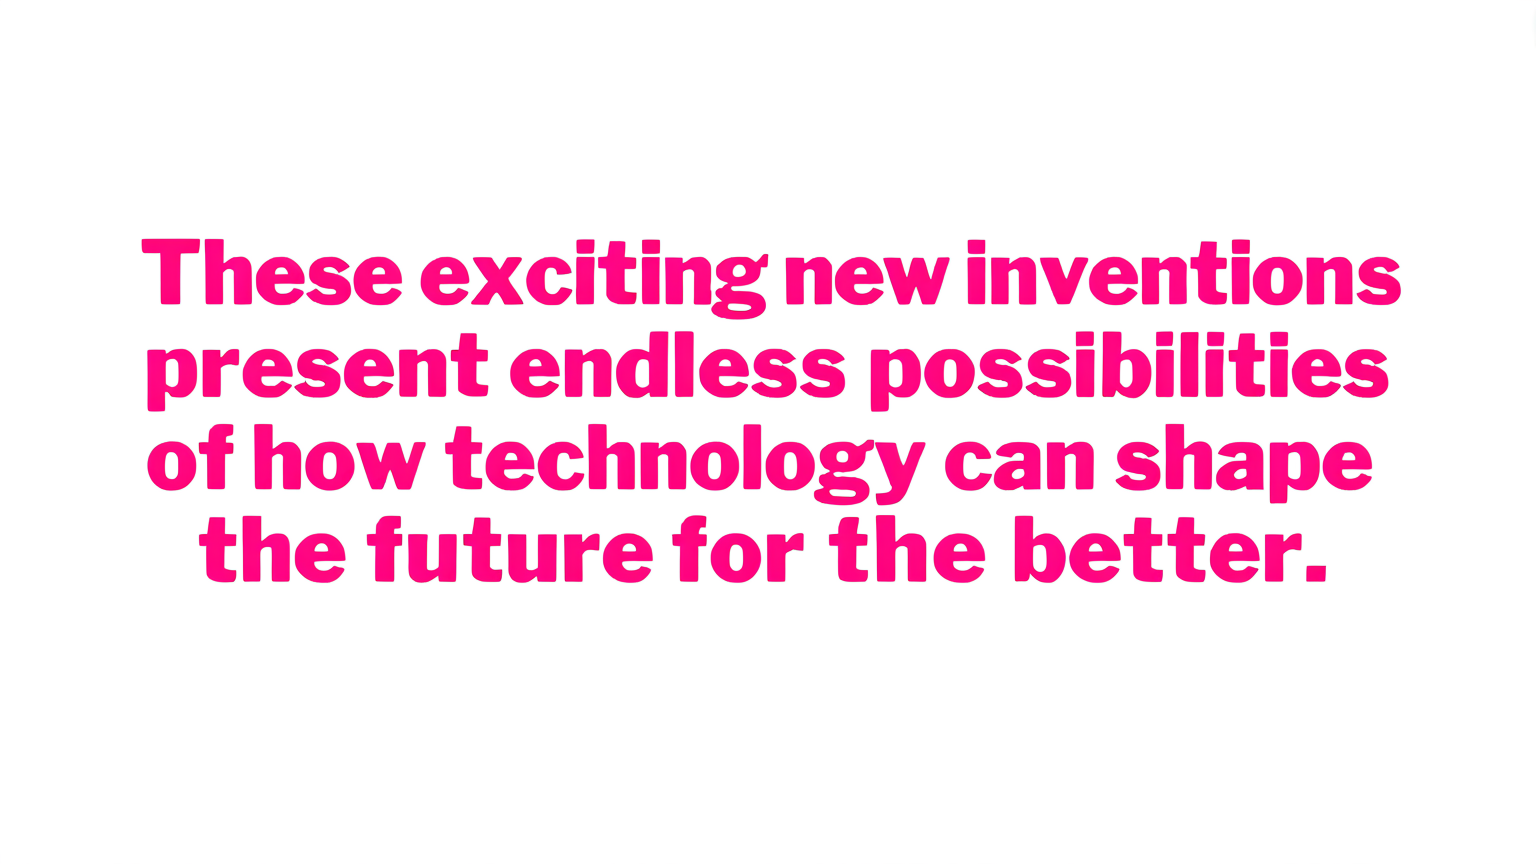 These exciting new inventions
present endless possibilities
of how technology can shape
the future for the better.